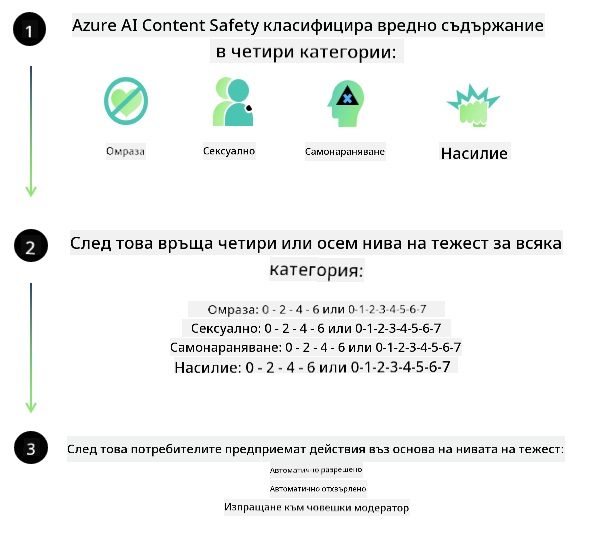 1
Azure AI Content Safety класифицира вредно съдържание
в четири категории:
Омраза
Сексуално
Самонараняване
Насилие
2
След това връща четири или осем нива на тежест за всяка
категория:
Омраза: 0 - 2 - 4 - 6 или 0-1-2-3-4-5-6-7
Сексуално: 0 - 2 - 4 - 6 или 0-1-2-3-4-5-6-7
Самонараняване: 0 - 2 - 4 - 6 или 0-1-2-3-4-5-6-7
Насилие: 0 - 2 - 4 - 6 или 0-1-2-3-4-5-6-7
3
След това потребителите предприемат действия въз основа на нивата на тежест:
Автоматично разрешено
Автоматично отхвърлено
Изпращане към човешки модератор